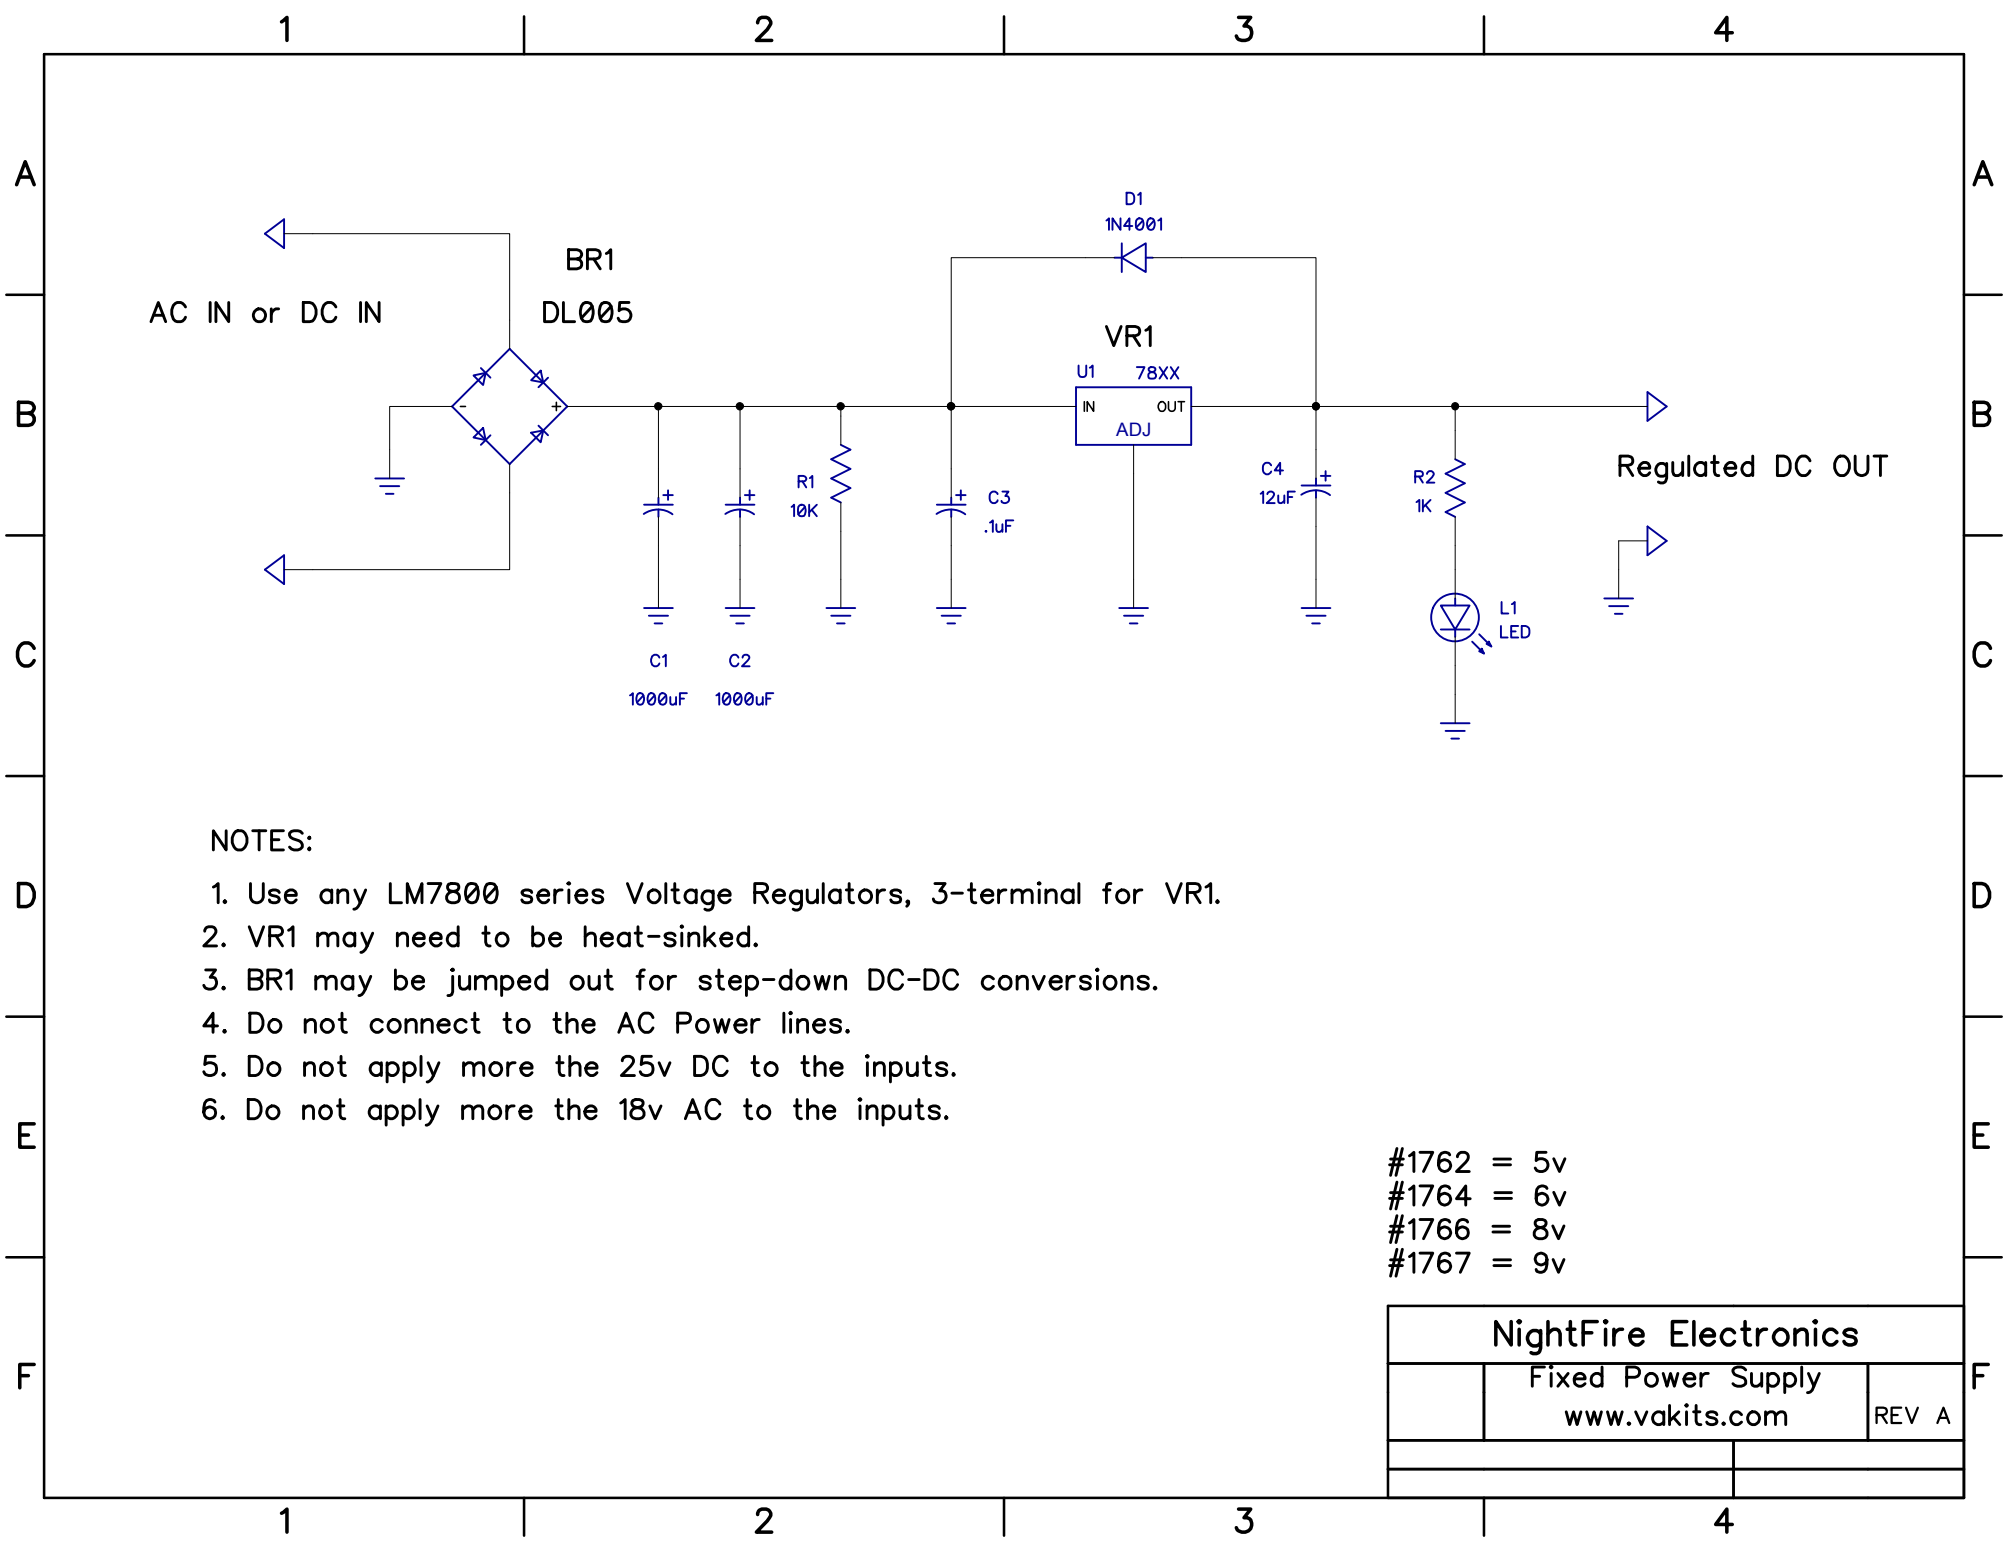 1 2 3 4
A A
D1
1N4001
BR1
AC IN or DC IN DL005
VR1
U1 78XX
B - + IN OUT B
ADJ
Regulated DC OUT
R1
10K
+ + + C3
.1uF
C4
12uF +
R2
1K
L1
LED
C C
C1 C2
1000uF 1000uF
NOTES:
D 1. Use any LM7800 series Voltage Regulators, 3-terminal for VR1. D
2. VR1 may need to be heat-sinked.
3. BR1 may be jumped out for step-down DC-DC conversions.
4. Do not connect to the AC Power lines.
5. Do not apply more the 25v DC to the inputs.
6. Do not apply more the 18v AC to the inputs.
E E
#1762 = 5v
#1764 = 6v
#1766 = 8v
#1767 = 9v
NightFire Electronics
F Fixed Power Supply F
www.vakits.com REV A
1 2 3 4